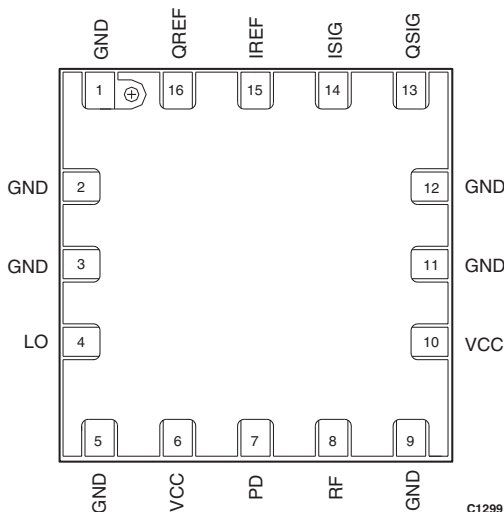 GND QREF IREF ISIG QSIG
1 16 15 14 13
GND 2 12 GND
GND 3 11 GND
LO 4 10 VCC
5 6 7 8 9
GND VCC PD RF GND
C1299